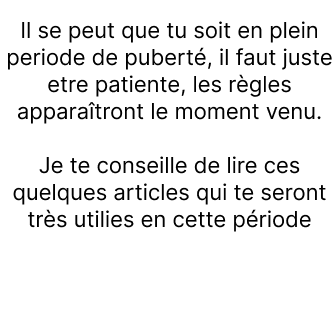 Il se peut que tu soit en plein
periode de puberté, il faut juste
etre patiente, les règles
apparaîtront le moment venu.
Je te conseille de lire ces
quelques articles qui te seront
très utilies en cette période